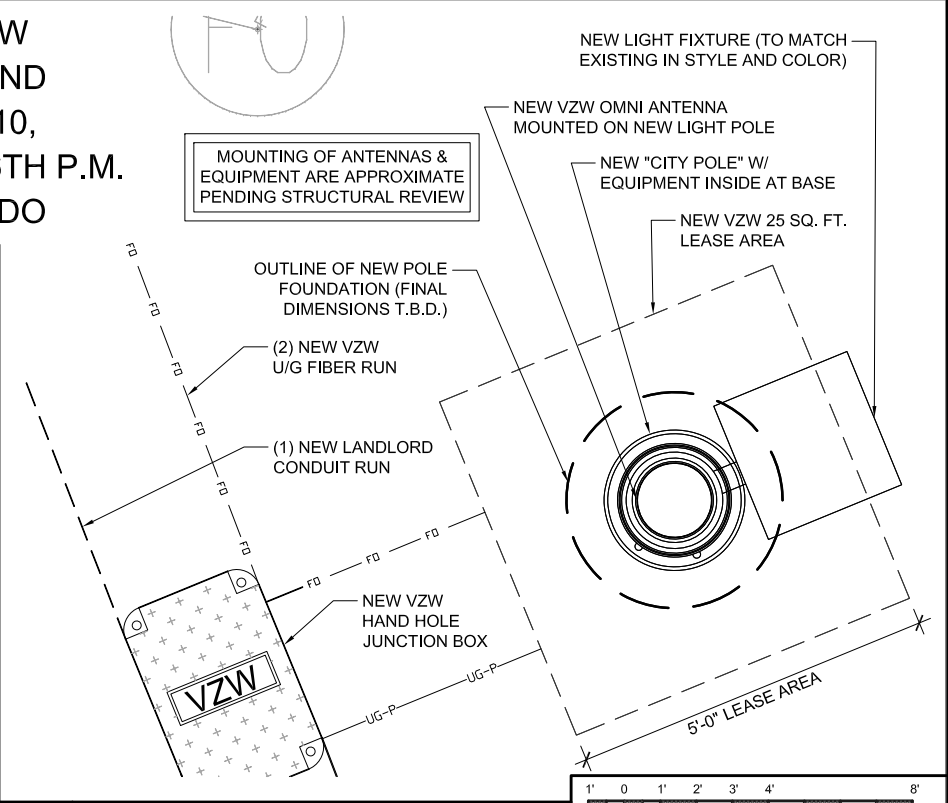 W
ND
10,
6TH P.M.
DO
MOUNTING OF ANTENNAS &
EQUIPMENT ARE APPROXIMATE
PENDING STRUCTURAL REVIEW
NEW LIGHT FIXTURE (TO MATCH
EXISTING IN STYLE AND COLOR)
NEW VZW OMNI ANTENNA
MOUNTED ON NEW LIGHT POLE
NEW "CITY POLE" W/
EQUIPMENT INSIDE AT BASE
NEW VZW 25 SQ. FT.
LEASE AREA
OUTLINE OF NEW POLE
FOUNDATION (FINAL
DIMENSIONS T.B.D.)
(2) NEW VZW
U/G FIBER RUN
(1) NEW LANDLORD
CONDUIT RUN
FO
FO
FO
FO
FO
FO
FO
FO
FO
FO
NEW VZW
HAND HOLE
JUNCTION BOX
VZW
UG-P
UG-P
5'-0" LEASE AREA
1' 0 1' 2' 3' 4' 8'